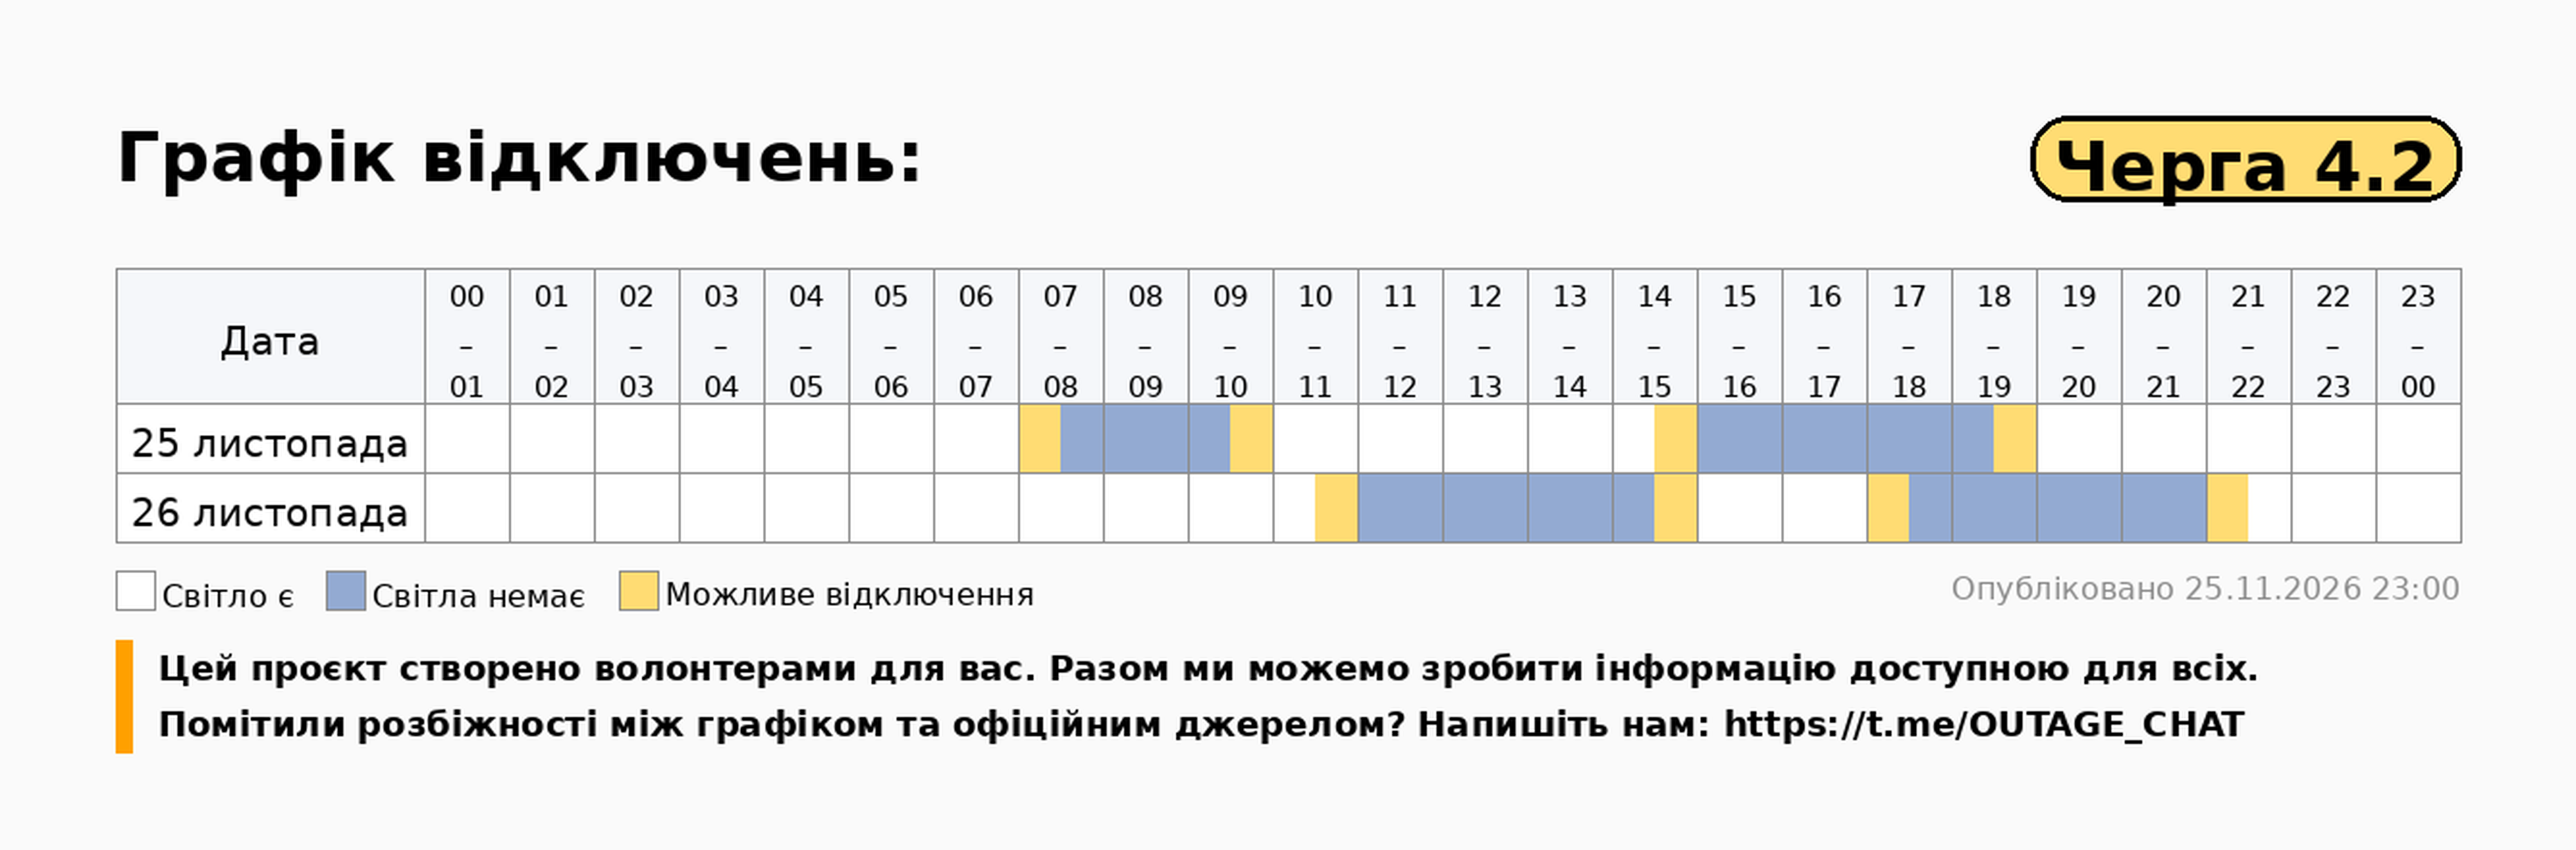 Графік відключень:
Черга 4.2
Дата 00 – 01 01 – 02 02 – 03 03 – 04 04 – 05 05 – 06 06 – 07 07 – 08 08 – 09 09 – 10 10 – 11 11 – 12 12 – 13 13 – 14 14 – 15 15 – 16 16 – 17 17 – 18 18 – 19 19 – 20 20 – 21 21 – 22 22 – 23 23 – 00
25 листопада
26 листопада
Світло є Світла немає Можливе відключення
Опубліковано 25.11.2026 23:00
Цей проєкт створено волонтерами для вас. Разом ми можемо зробити інформацію доступною для всіх.
Помітили розбіжності між графіком та офіційним джерелом? Напишіть нам: https://t.me/OUTAGE_CHAT